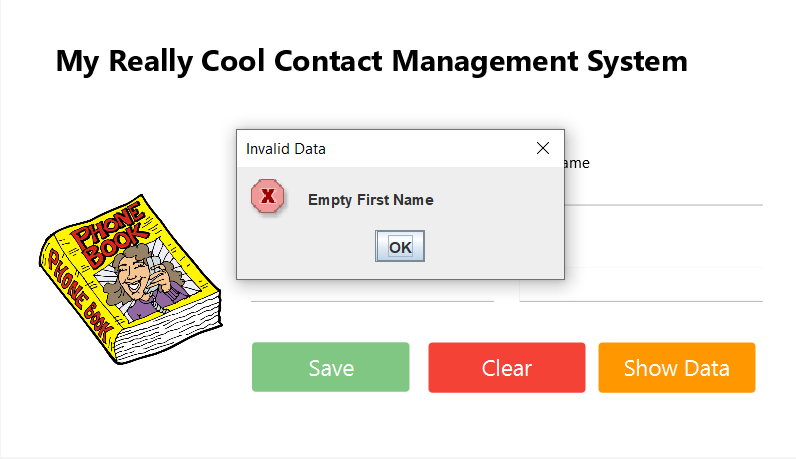 My Really Cool Contact Management System
Invalid Data
ame
Empty First Name
OK
PHONE
BOOK
PHONE BOOK
Save
Clear
Show Data